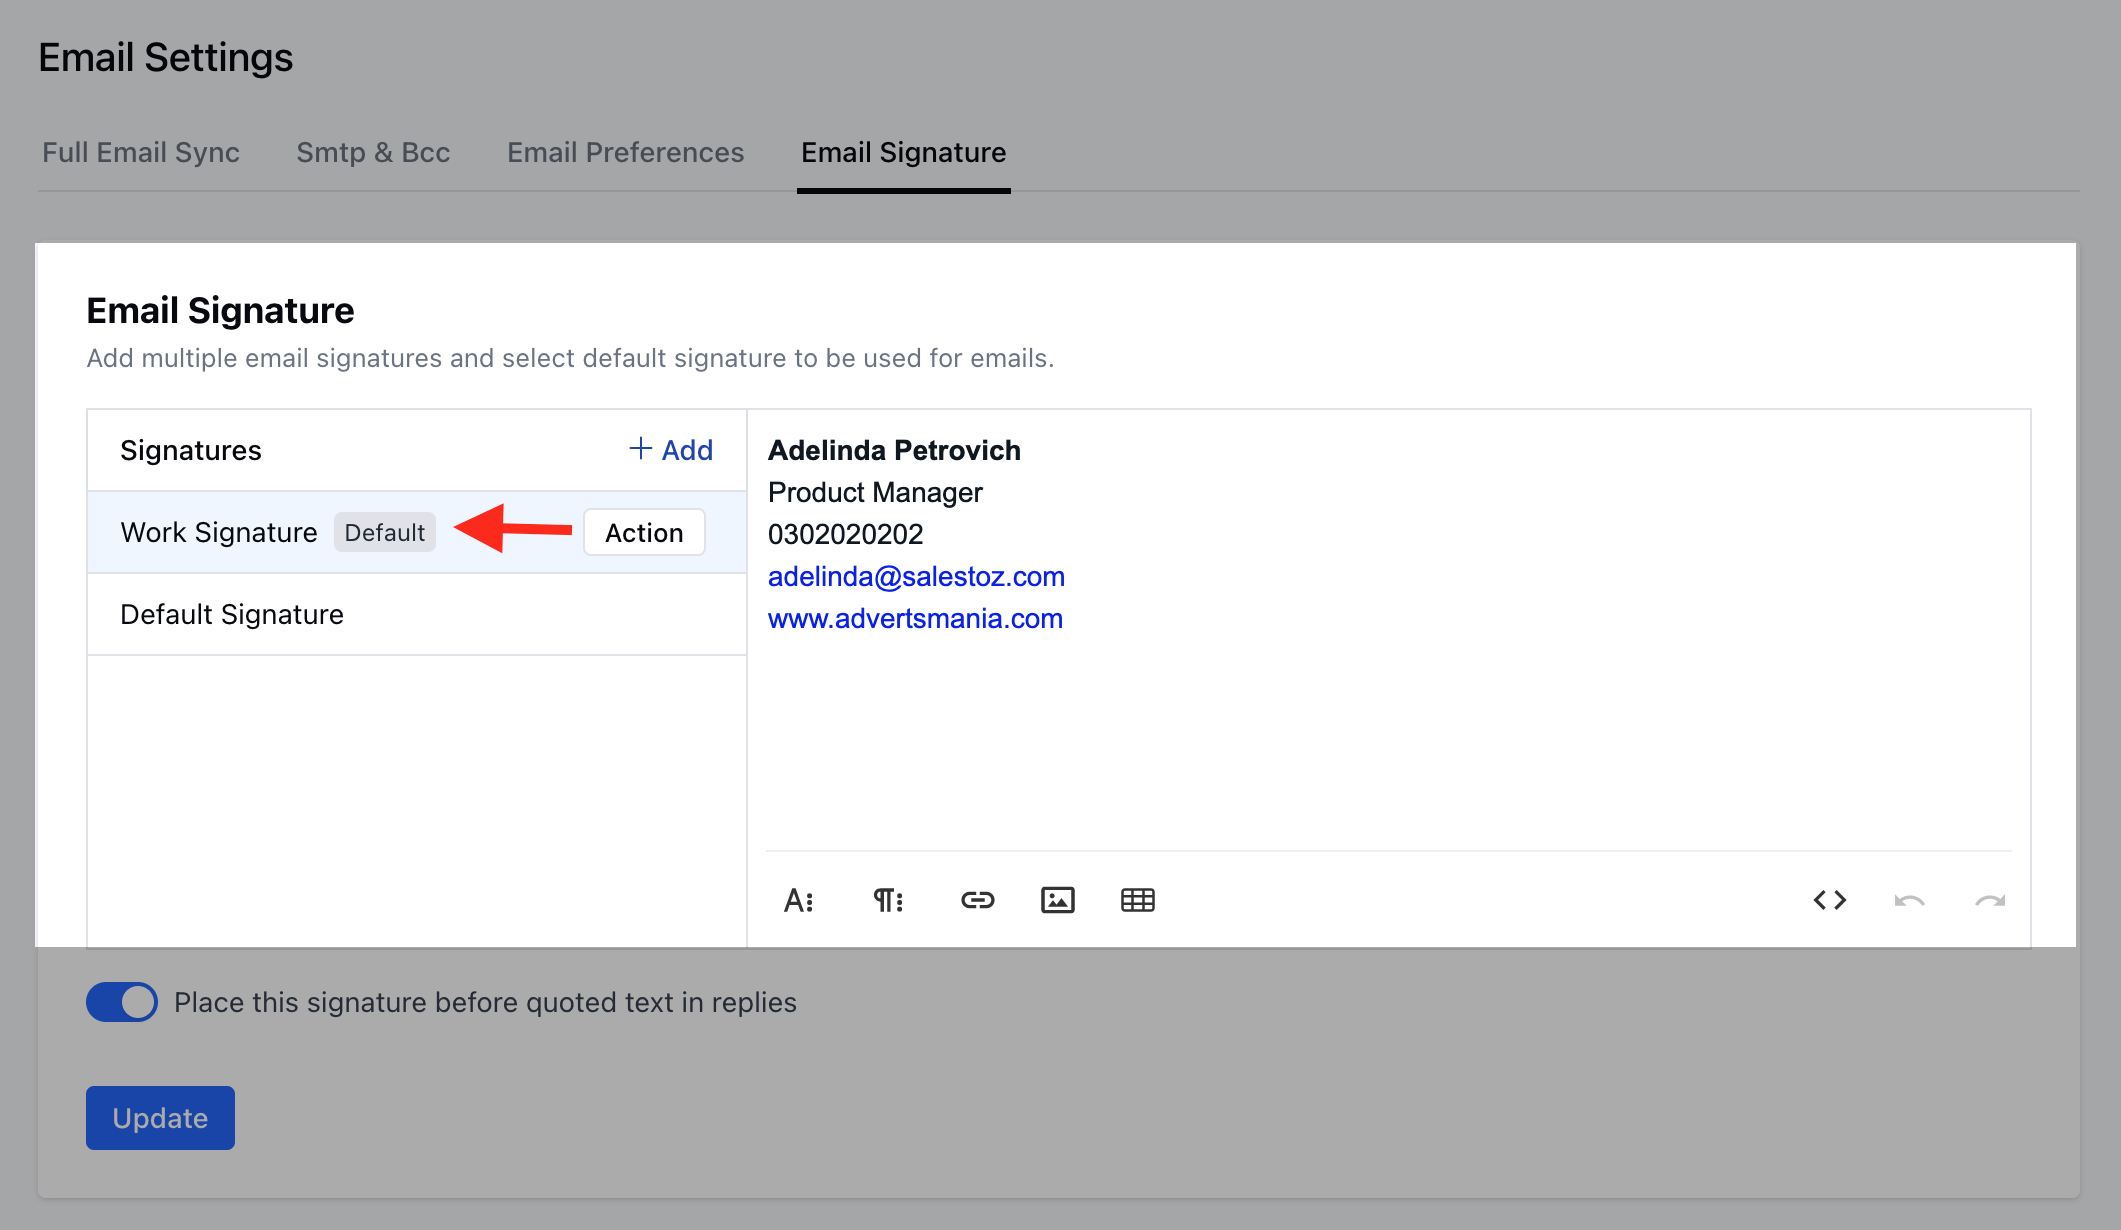 Email Settings
Full Email Sync Smtp & Bcc Email Preferences Email Signature
Email Signature
Add multiple email signatures and select default signature to be used for emails.
Signatures + Add
Work Signature Default Action
Default Signature
Adelinda Petrovich
Product Manager
0302020202
adelinda@salestoz.com
www.advertsmania.com
Place this signature before quoted text in replies
Update